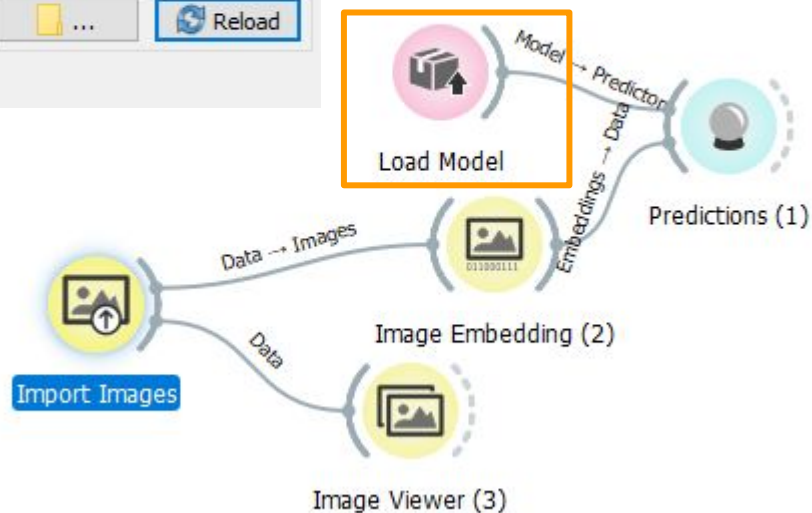 ... Reload
Model → Predictors
Load Model
Embeddings → Data
Predictions (1)
Data → Images
011000111
Image Embedding (2)
Import Images
Data
Image Viewer (3)